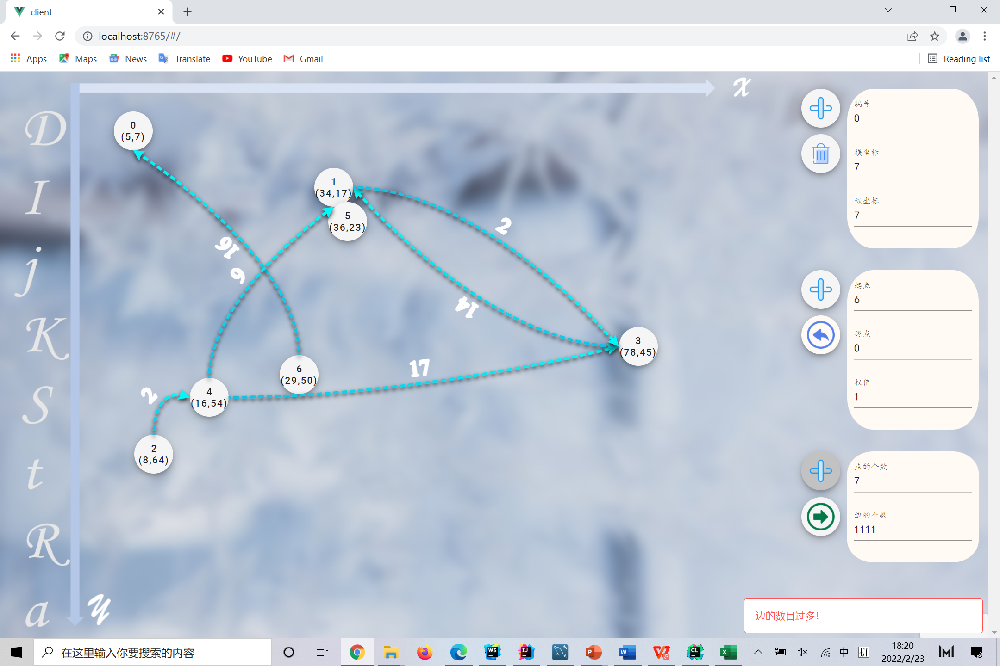 client
localhost:8765/#/
Apps
Maps
News
Translate
YouTube
Gmail
Reading list
X
D
I
j
K
S
t
R
a
y
0
(5,7)
1
(34,17)
5
(36,23)
2
16
6
14
3
(78,45)
17
6
(29,50)
4
(16,54)
2
2
(8,64)
编号
0
横坐标
7
纵坐标
7
起点
6
终点
0
权值
1
点的个数
7
边的个数
1111
边的数目过多!
在这里输入你要搜索的内容
WS
IJ
P
W
CL
X
中
拼
18:20
2022/2/23